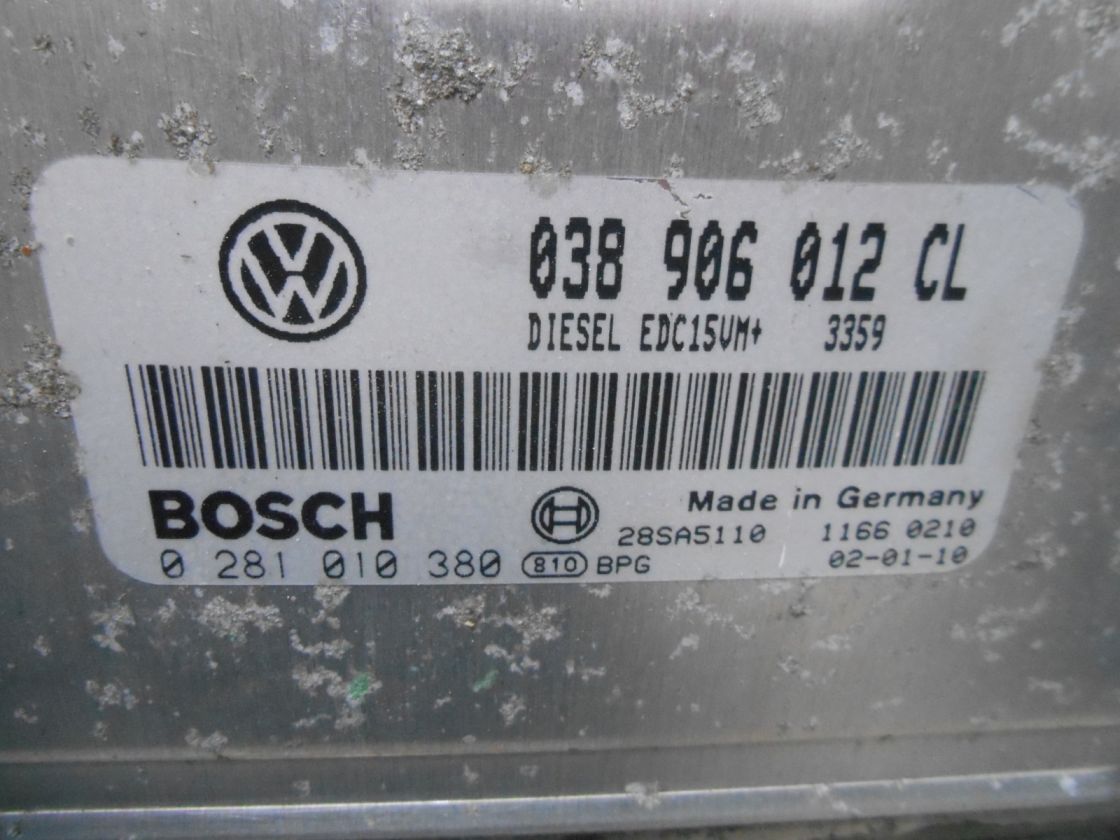 038 906 012 CL
DIESEL EDC15VM+ 3359
BOSCH
Made in Germany
28SA5110 1166 0210
0 281 010 380 810 BPG 02-01-10